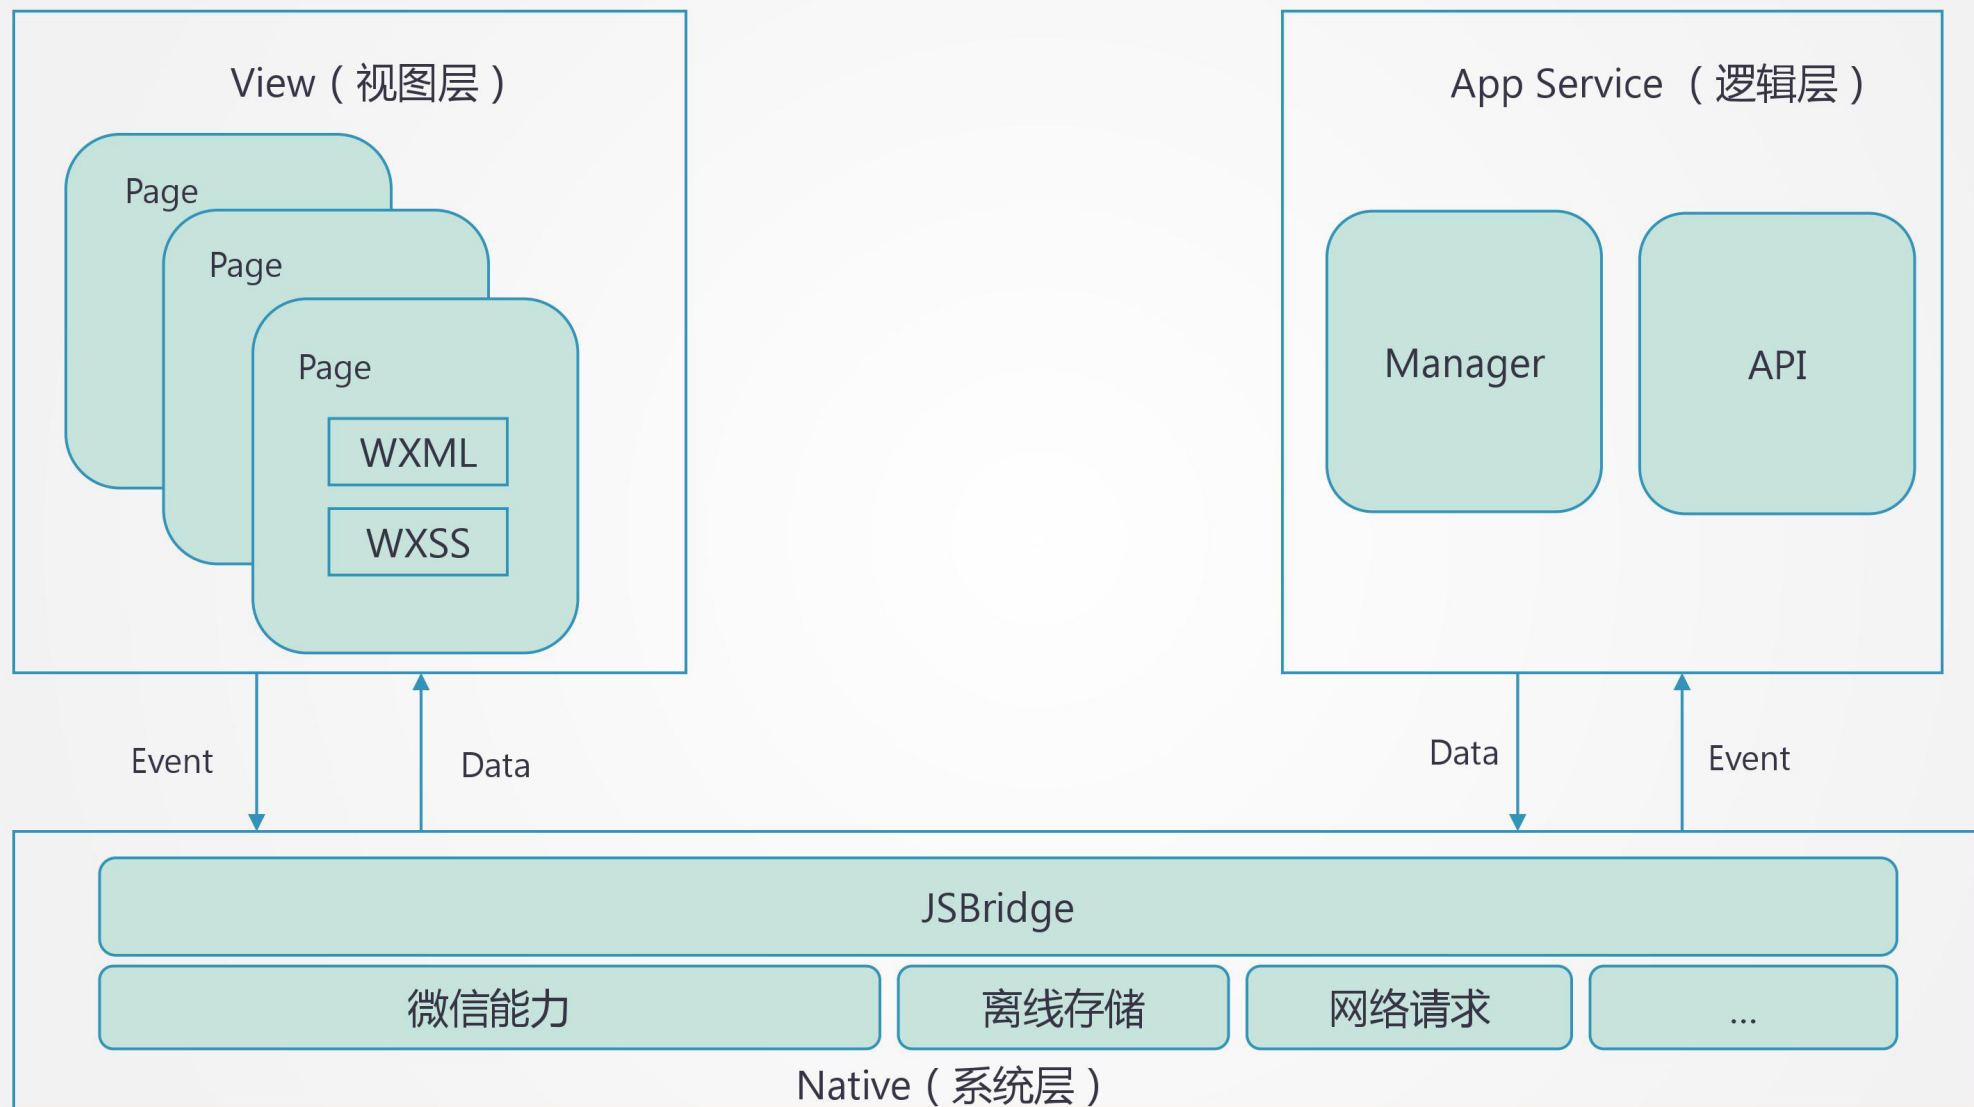 View（视图层）
Page
Page
Page
WXML
WXSS
App Service （逻辑层）
Manager
API
Event
Data
Data
Event
JSBridge
微信能力
离线存储
网络请求
...
Native（系统层）